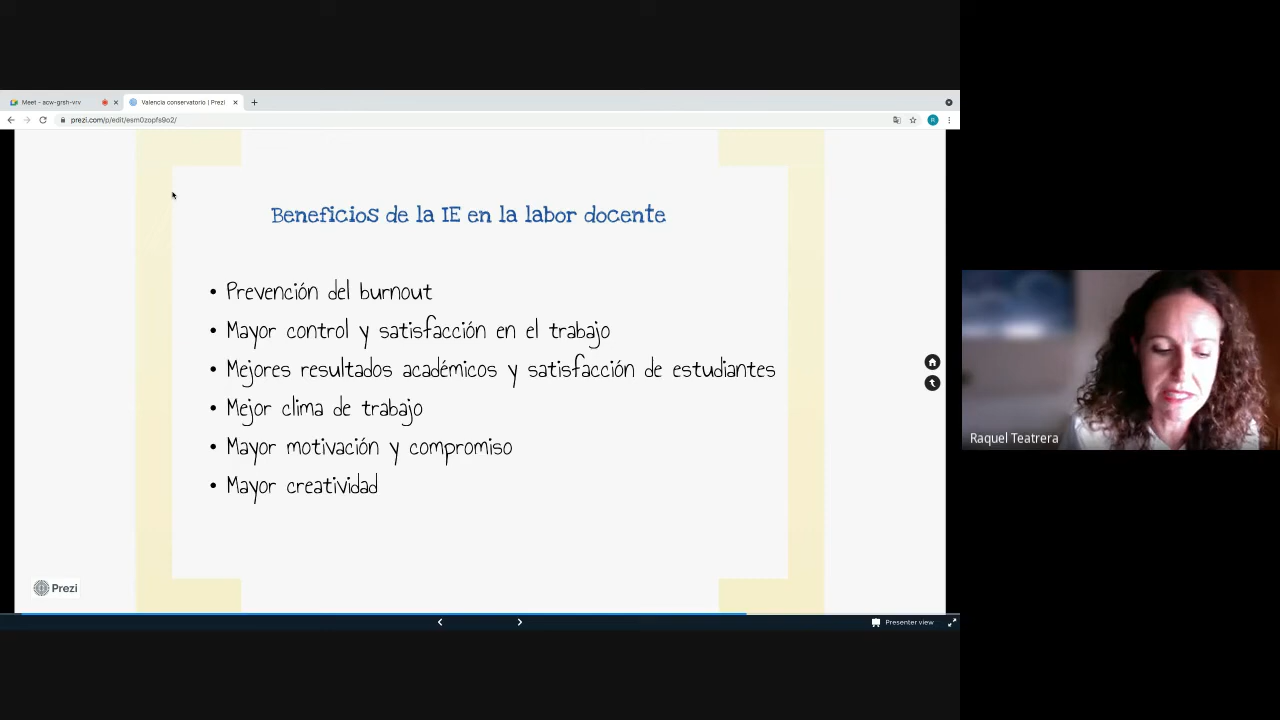 Meet - acw-grsh-vrv
Valencia conservatorio | Prezi
prezi.com/p/edit/esm0zopfs9o2/
R
Beneficios de la IE en la labor docente
• Prevención del burnout
• Mayor control y satisfacción en el trabajo
• Mejores resultados académicos y satisfacción de estudiantes
• Mejor clima de trabajo
• Mayor motivación y compromiso
• Mayor creatividad
Raquel Teatrera
Prezi
Presenter view